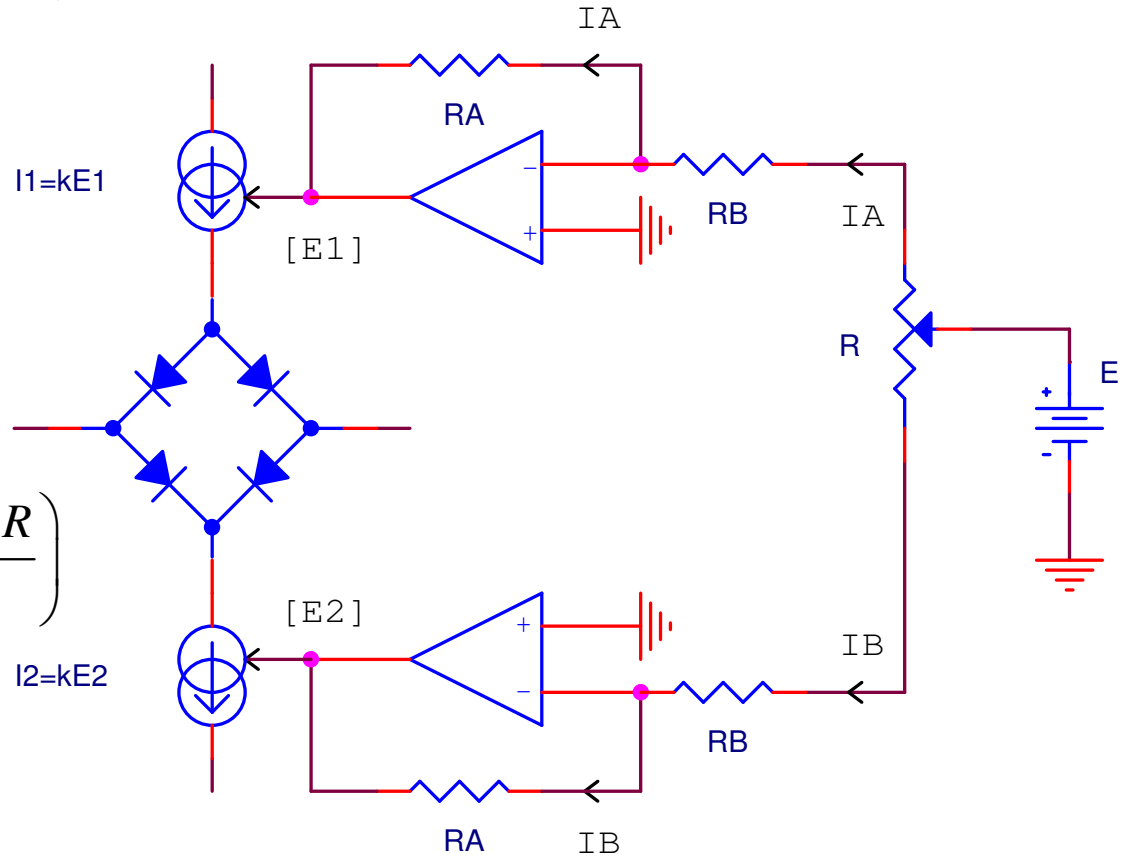 IA
RA
I1=kE1
−
+
RB
IA
[E1]
R
E
+
-
R
[E2]
+
−
I2=kE2
IB
RB
RA
IB